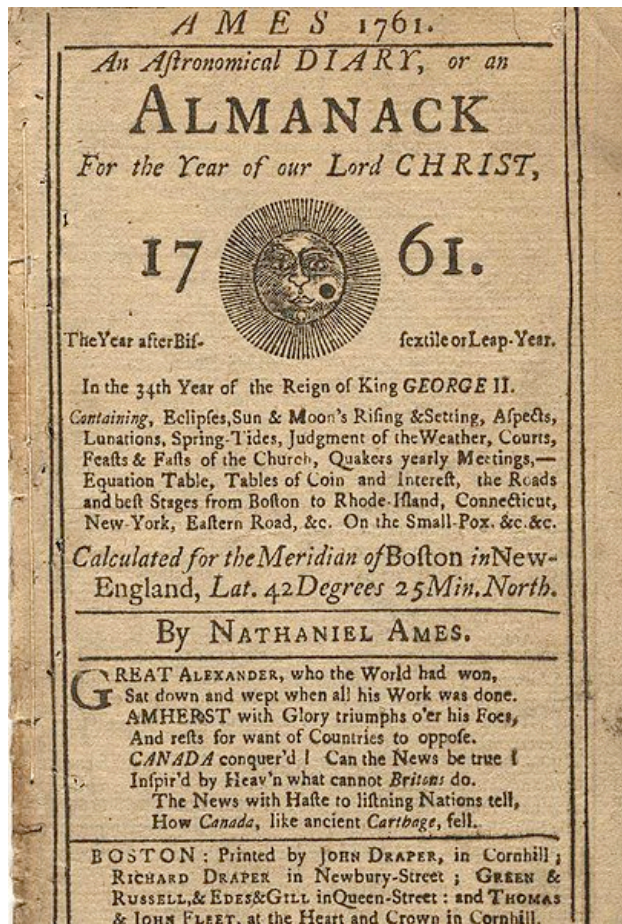 AMES 1761.
An Aſtronomical DIARY, or an
ALMANACK
For the Year of our Lord CHRIST,
17 61.
The Year after Biſ- ſextile or Leap-Year.
In the 34th Year of the Reign of King GEORGE II.
Containing, Eclipſes, Sun & Moon's Riſing & Setting, Aſpects,
Lunations, Spring-Tides, Judgment of the Weather, Courts,
Feaſts & Faſts of the Church, Quakers yearly Meetings,—
Equation Table, Tables of Coin and Intereſt, the Roads
and beſt Stages from Boſton to Rhode-Iſland, Connecticut,
New-York, Eaſtern Road, &c. On the Small-Pox. &c.&c.
Calculated for the Meridian of Boſton in New-
England, Lat. 42 Degrees 25 Min. North.
By NATHANIEL AMES.
GREAT ALEXANDER, who the World had won,
Sat down and wept when all his Work was done.
AMHERST with Glory triumphs o'er his Foes,
And reſts for want of Countries to oppoſe.
CANADA conquer'd ! Can the News be true !
Inſpir'd by Heav'n what cannot Britons do.
The News with Haſte to liſtning Nations tell,
How Canada, like ancient Carthage, fell.
BOSTON : Printed by JOHN DRAPER, in Cornhill ;
RICHARD DRAPER in Newbury-Street ; GREEN &
RUSSELL, & EDES & GILL in Queen-Street : and THOMAS
& JOHN FLEET, at the Heart and Crown in Cornhill.